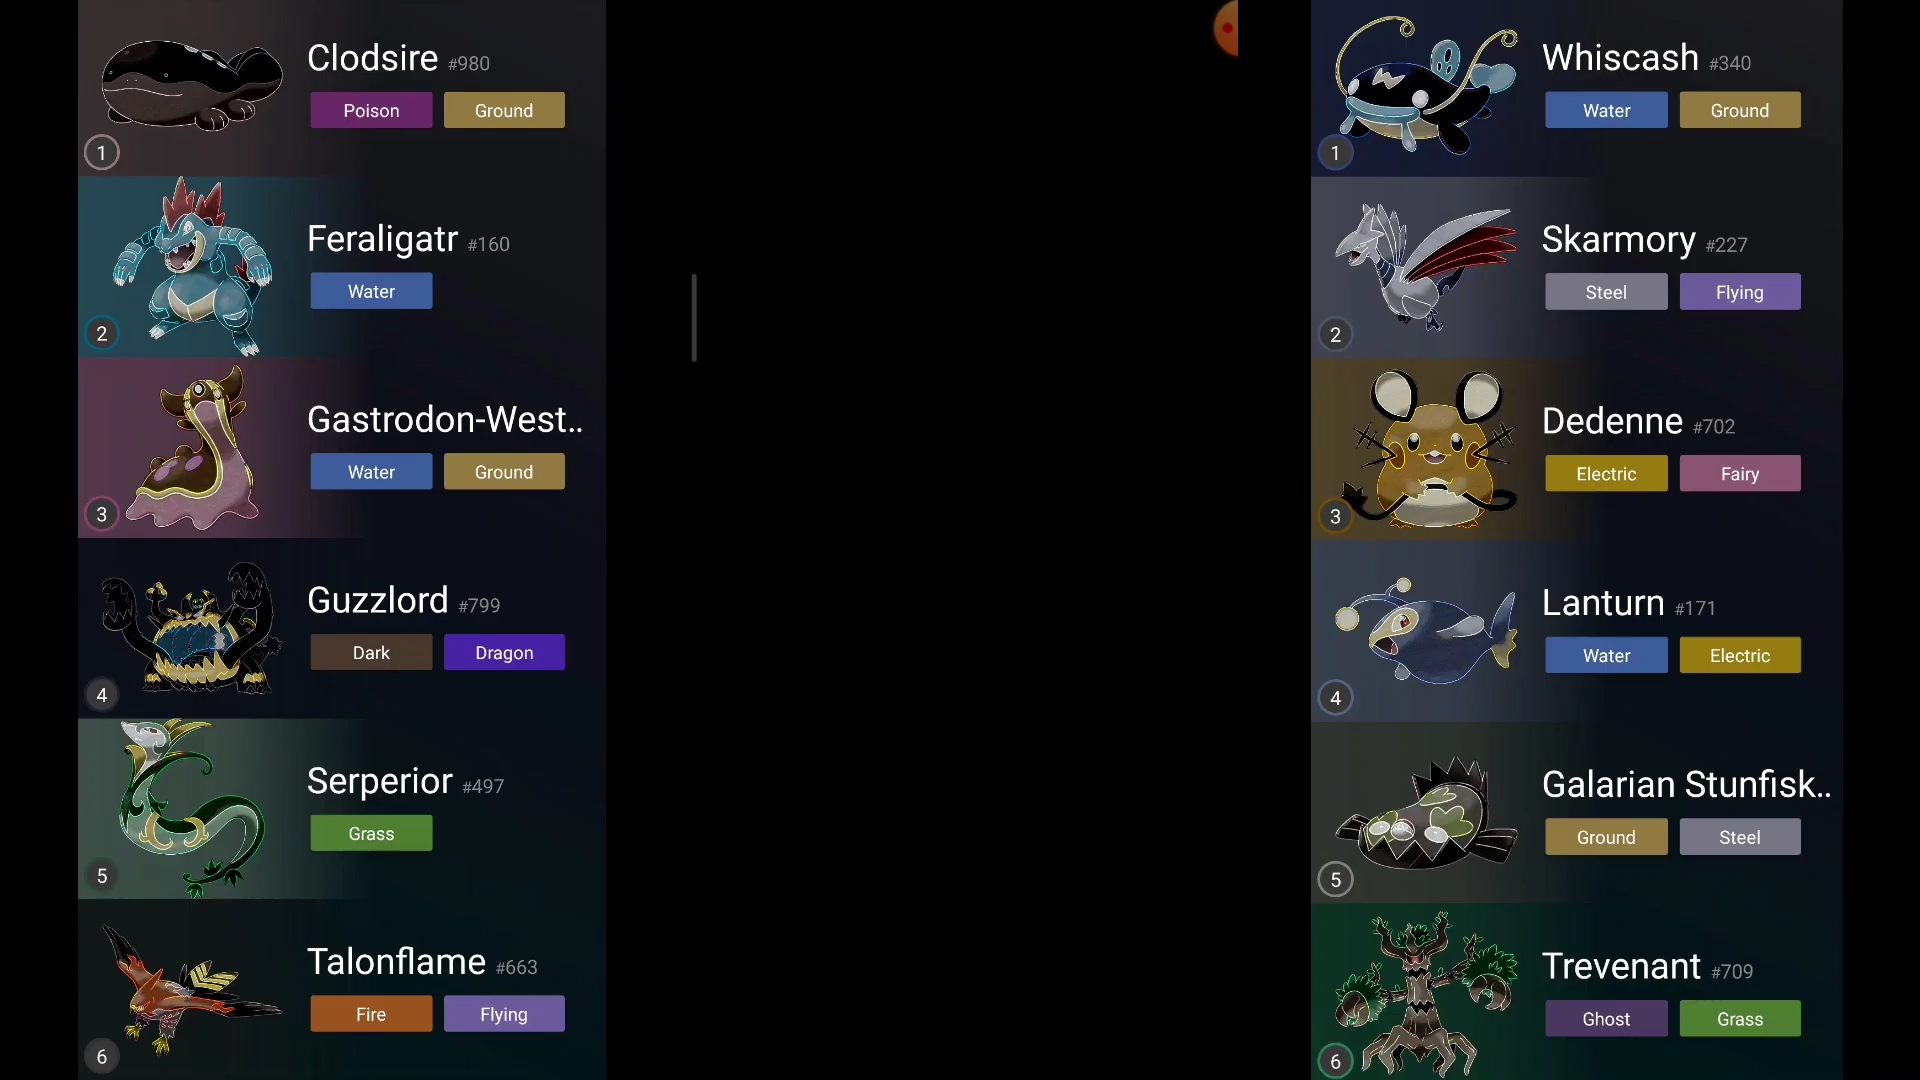 Clodsire #980
Poison Ground
1
Feraligatr #160
Water
2
Gastrodon-West..
Water Ground
3
Guzzlord #799
Dark Dragon
4
Serperior #497
Grass
5
Talonflame #663
Fire Flying
6
Whiscash #340
Water Ground
1
Skarmory #227
Steel Flying
2
Dedenne #702
Electric Fairy
3
Lanturn #171
Water Electric
4
Galarian Stunfisk..
Ground Steel
5
Trevenant #709
Ghost Grass
6